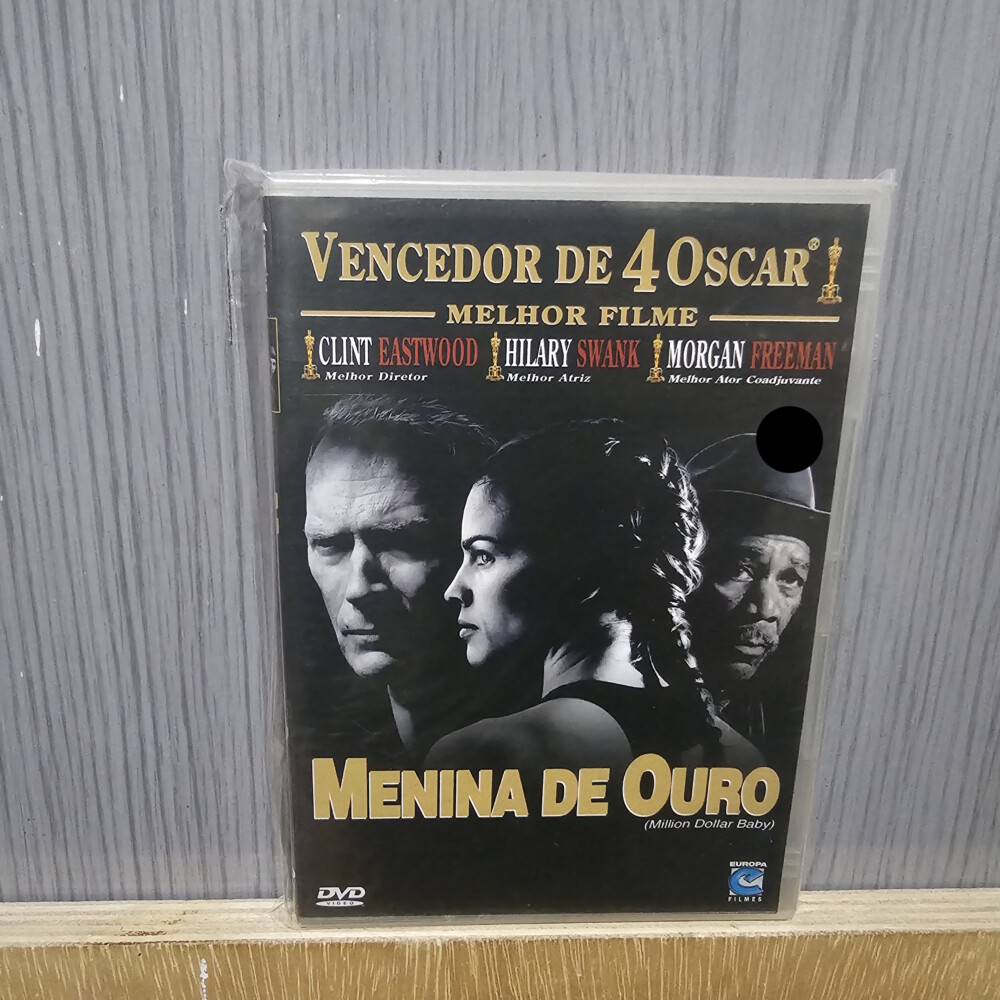 VENCEDOR DE 4 OSCAR®
MELHOR FILME
CLINT EASTWOOD HILARY SWANK MORGAN FREEMAN
Melhor Diretor Melhor Atriz Melhor Ator Coadjuvante
MENINA DE OURO
(Million Dollar Baby)
DVD
VIDEO
EUROPA
FILMES